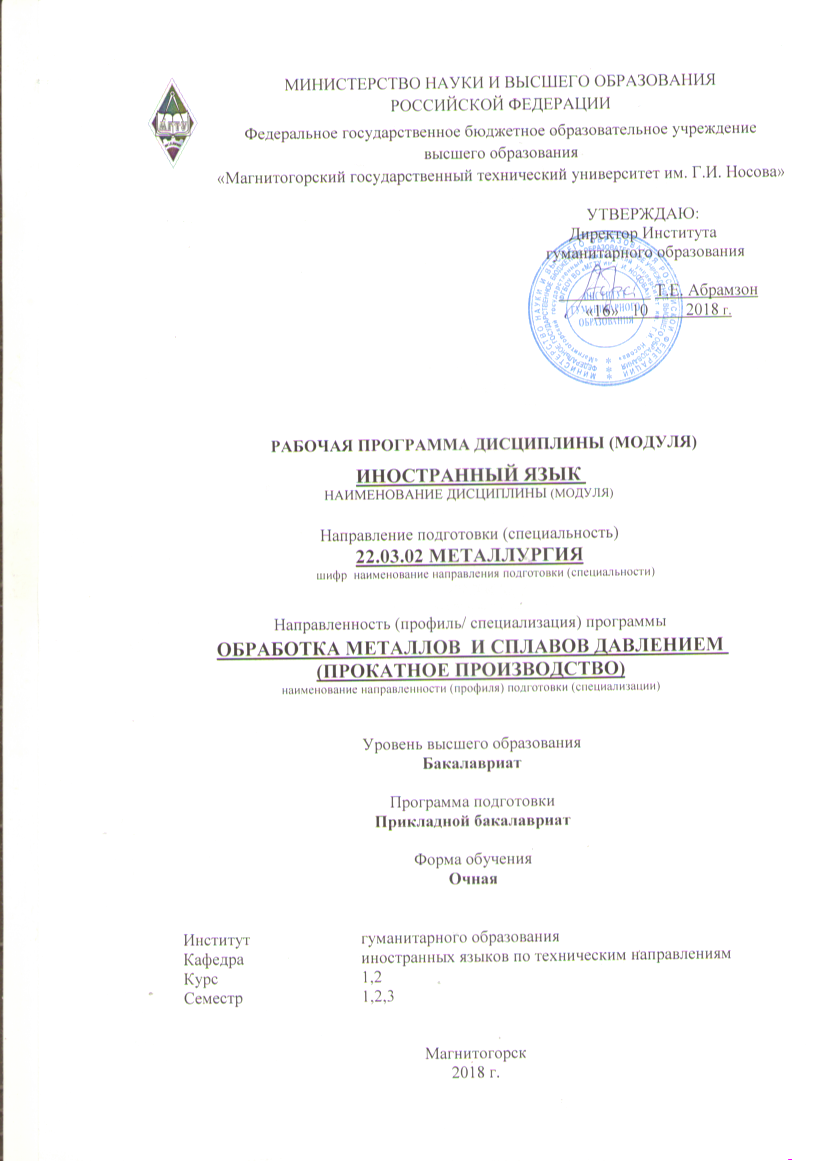 МИНИСТЕРСТВО НАУКИ И ВЫСШЕГО ОБРАЗОВАНИЯ
РОССИЙСКОЙ ФЕДЕРАЦИИ
Федеральное государственное бюджетное образовательное учреждение
высшего образования
«Магнитогорский государственный технический университет им. Г.И. Носова»
МГТУ
УТВЕРЖДАЮ:
Директор Института
гуманитарного образования
Т.Е. Абрамзон
«16» 10 2018 г.
РАБОЧАЯ ПРОГРАММА ДИСЦИПЛИНЫ (МОДУЛЯ)
ИНОСТРАННЫЙ ЯЗЫК
НАИМЕНОВАНИЕ ДИСЦИПЛИНЫ (МОДУЛЯ)
Направление подготовки (специальность)
22.03.02 МЕТАЛЛУРГИЯ
шифр наименование направления подготовки (специальности)
Направленность (профиль/ специализация) программы
ОБРАБОТКА МЕТАЛЛОВ И СПЛАВОВ ДАВЛЕНИЕМ
(ПРОКАТНОЕ ПРОИЗВОДСТВО)
наименование направленности (профиля) подготовки (специализации)
Уровень высшего образования
Бакалавриат
Программа подготовки
Прикладной бакалавриат
Форма обучения
Очная
Институт гуманитарного образования
Кафедра иностранных языков по техническим направлениям
Курс 1,2
Семестр 1,2,3
Магнитогорск
2018 г.